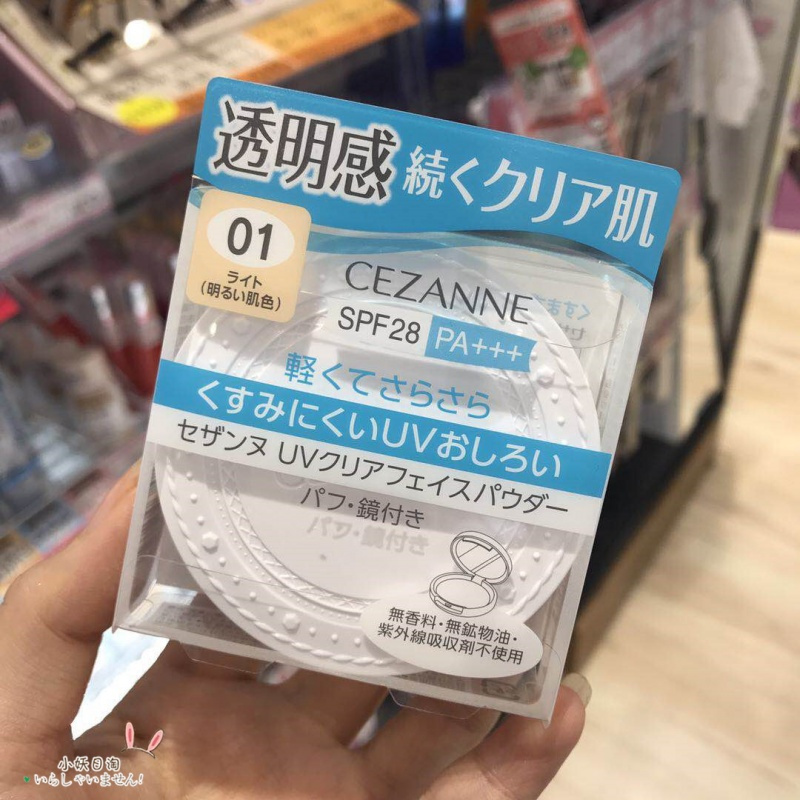 透明感 続くクリア肌
01
ライト
(明るい肌色)
CEZANNE
SPF28 PA+++
軽くてさらさら
くすみにくいUVおしろい
セザンヌ UVクリアフェイスパウダー
パフ・鏡付き
無香料・無鉱物油・
紫外線吸収剤不使用
小妖日淘
いらしゃいません!